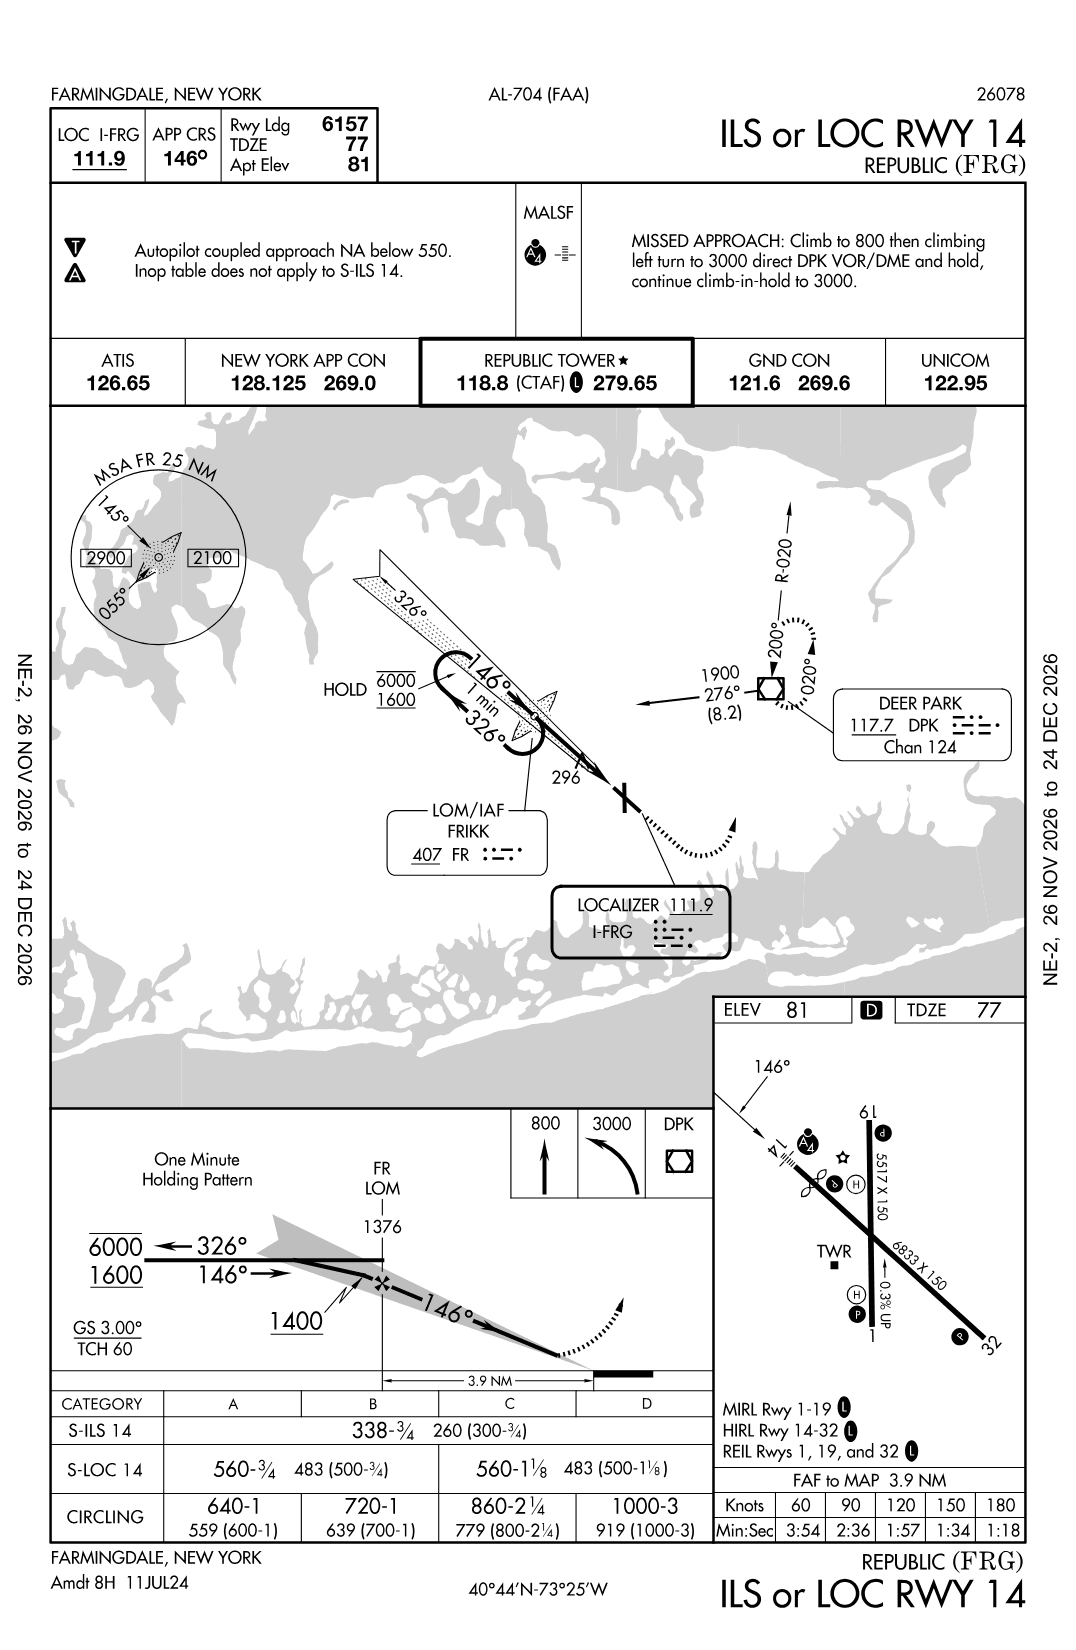 FARMINGDALE, NEW YORK
AL-704 (FAA)
26078
LOC I-FRG
111.9
APP CRS
146°
Rwy Ldg 6157
TDZE 77
Apt Elev 81
ILS or LOC RWY 14
REPUBLIC (FRG)
T
A
Autopilot coupled approach NA below 550.
Inop table does not apply to S-ILS 14.
MALSF
A4
MISSED APPROACH: Climb to 800 then climbing
left turn to 3000 direct DPK VOR/DME and hold,
continue climb-in-hold to 3000.
ATIS
126.65
NEW YORK APP CON
128.125 269.0
REPUBLIC TOWER★
118.8 (CTAF) L 279.65
GND CON
121.6 269.6
UNICOM
122.95
MSA FR 25 NM
145°
2900
2100
055°
R-020
200°
020°
326°
146°
1 min
326°
HOLD
6000
1600
1900
276°
(8.2)
DEER PARK
117.7 DPK
Chan 124
296
LOM/IAF
FRIKK
407 FR
LOCALIZER 111.9
I-FRG
NE-2, 26 NOV 2026 to 24 DEC 2026
NE-2, 26 NOV 2026 to 24 DEC 2026
ELEV 81
D
TDZE 77
146°
19
P
14
A4
5517 X 150
P
H
6833 X 150
TWR
0.3% UP
H
P
1
P
32
MIRL Rwy 1-19 L
HIRL Rwy 14-32 L
REIL Rwys 1, 19, and 32 L
FAF to MAP 3.9 NM
Knots 60 90 120 150 180
Min:Sec 3:54 2:36 1:57 1:34 1:18
800
3000
DPK
One Minute
Holding Pattern
FR
LOM
1376
6000
326°
1600
146°
1400
146°
GS 3.00°
TCH 60
3.9 NM
CATEGORY A B C D
S-ILS 14 338-¾ 260 (300-¾)
S-LOC 14 560-¾ 483 (500-¾) 560-1⅛ 483 (500-1⅛)
CIRCLING
640-1 720-1 860-2¼ 1000-3
559 (600-1) 639 (700-1) 779 (800-2¼) 919 (1000-3)
FARMINGDALE, NEW YORK
Amdt 8H 11JUL24
40°44'N-73°25'W
REPUBLIC (FRG)
ILS or LOC RWY 14